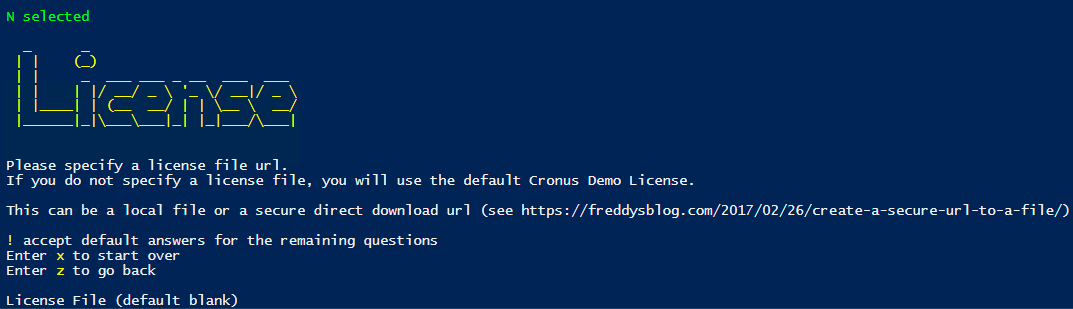 N selected
License
Please specify a license file url.
If you do not specify a license file, you will use the default Cronus Demo License.
This can be a local file or a secure direct download url (see https://freddysblog.com/2017/02/26/create-a-secure-url-to-a-file/)
! accept default answers for the remaining questions
Enter x to start over
Enter z to go back
License File (default blank)